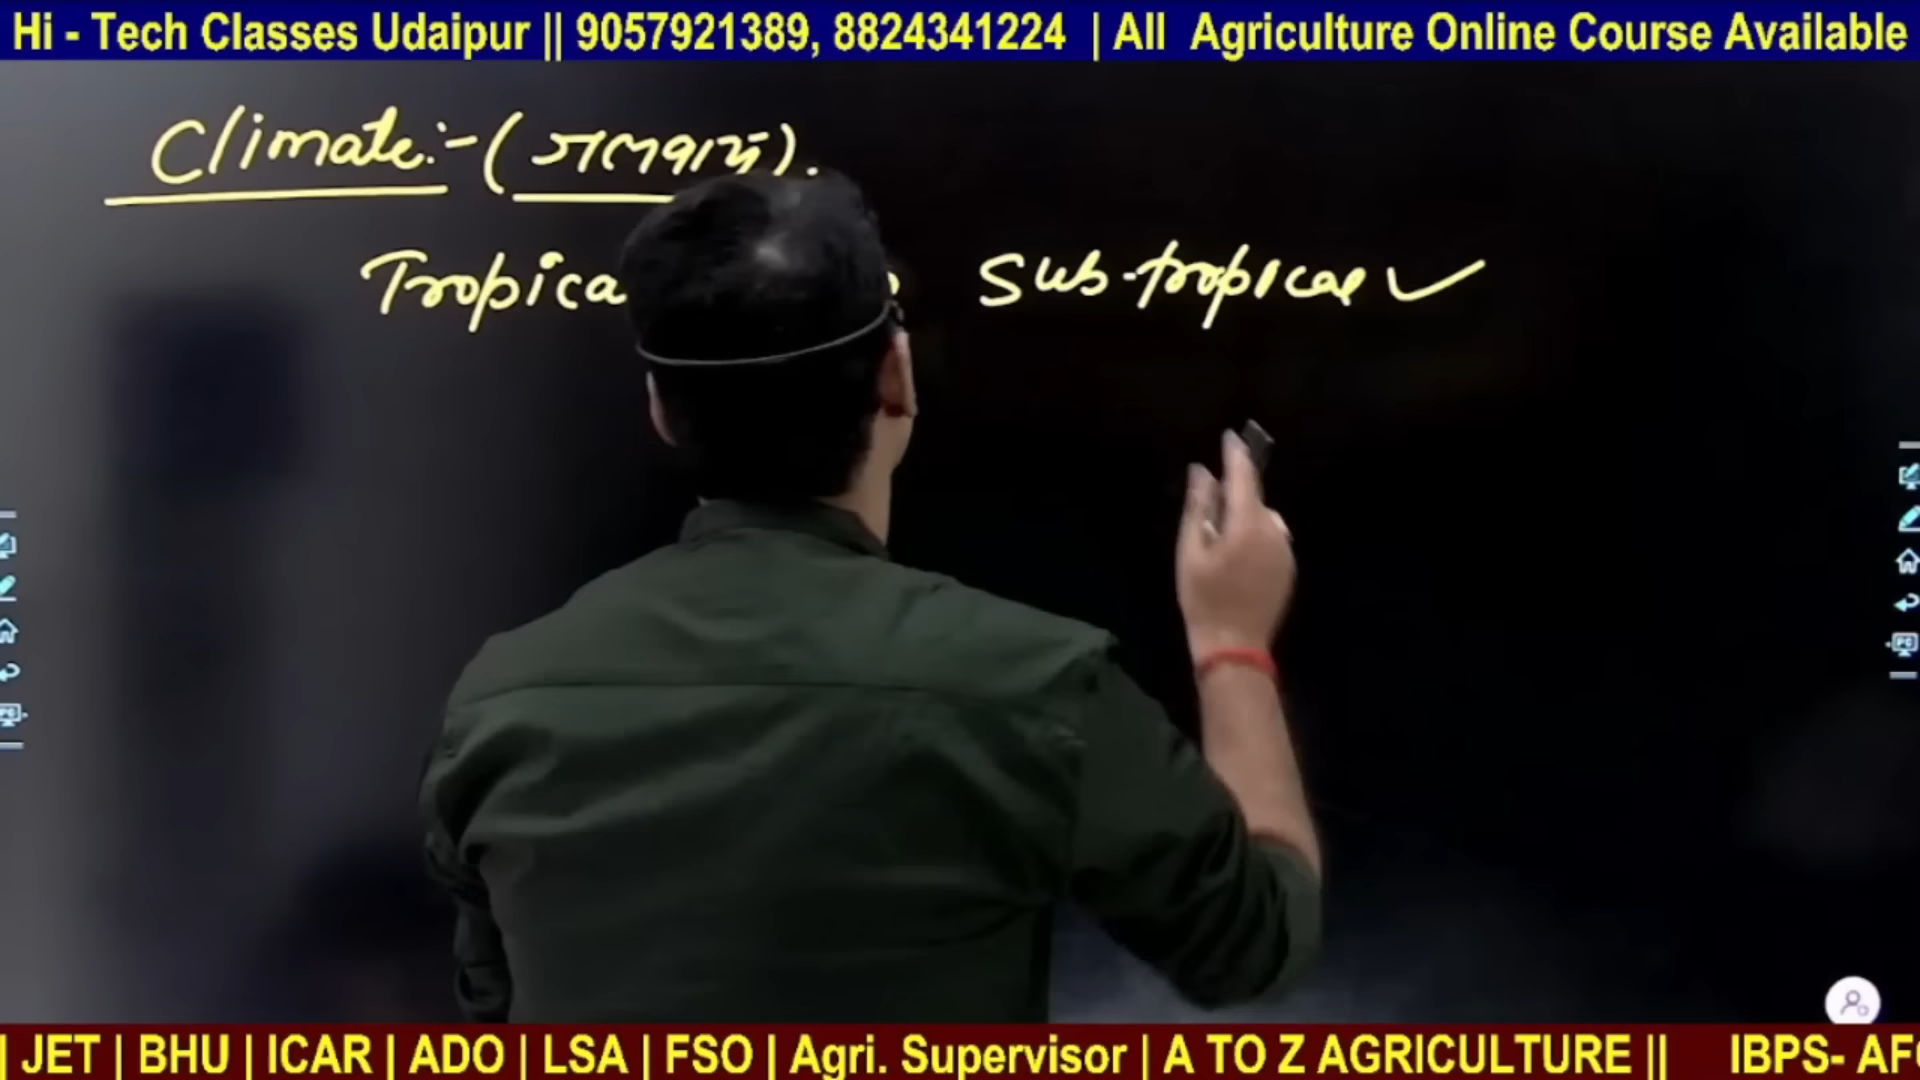 Hi - Tech Classes Udaipur || 9057921389, 8824341224 | All Agriculture Online Course Available
Climate:- (जलवायु).
Tropica
Sub-tropical ✓
| JET | BHU | ICAR | ADO | LSA | FSO | Agri. Supervisor | A TO Z AGRICULTURE || IBPS- AF